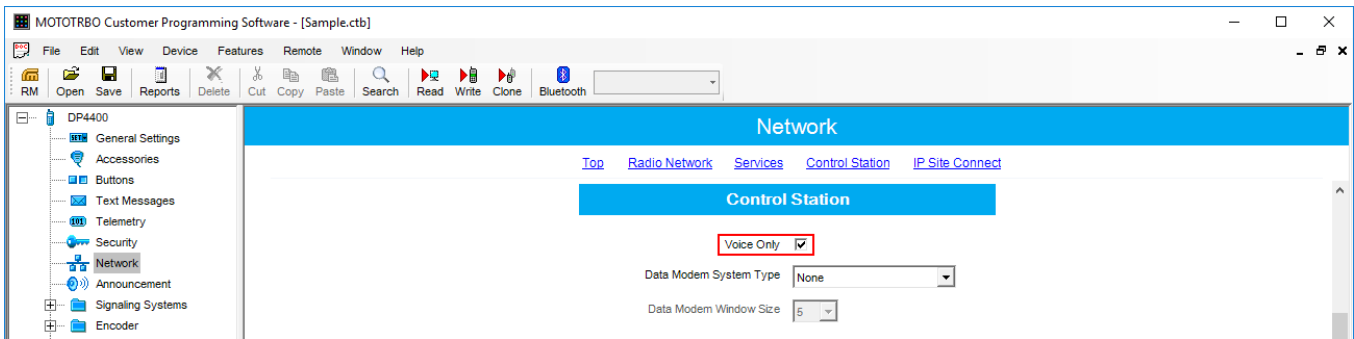 MOTOTRBO Customer Programming Software - [Sample.ctb]
File Edit View Device Features Remote Window Help
RM Open Save Reports Delete Cut Copy Paste Search Read Write Clone Bluetooth
DP4400
General Settings
Accessories
Buttons
Text Messages
Telemetry
Security
Network
Announcement
Signaling Systems
Encoder
Network
Top Radio Network Services Control Station IP Site Connect
Control Station
Voice Only
Data Modem System Type None
Data Modem Window Size 5